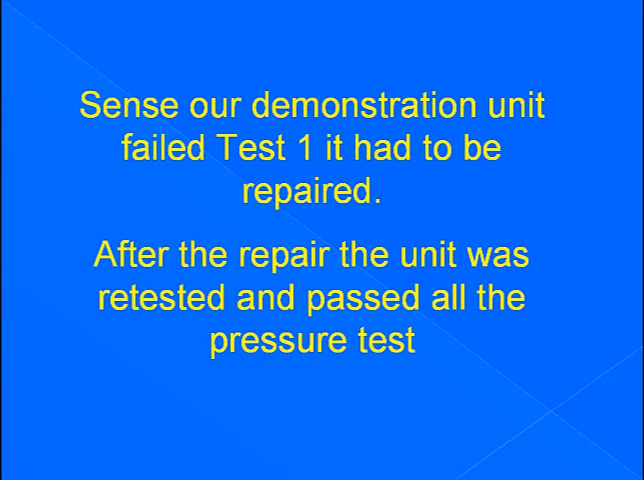 Sense our demonstration unit
failed Test 1 it had to be
repaired.
After the repair the unit was
retested and passed all the
pressure test